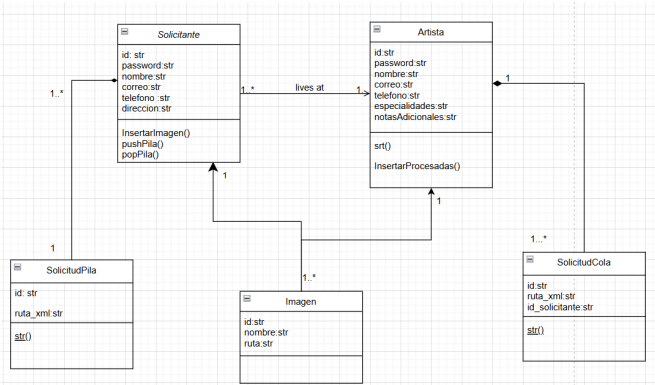 Solicitante
id: str
password:str
nombre:str
correo:str
telefono :str
direccion:str
InsertarImagen()
pushPila()
popPila()
Artista
id:str
password:str
nombre:str
correo:str
telefono:str
especialidades:str
notasAdicionales:str
srt()
InsertarProcesadas()
1..*
lives at
1..
1..*
1
1
1
1
1...*
1..*
SolicitudPila
id: str
ruta_xml:str
str()
Imagen
id:str
nombre:str
ruta:str
SolicitudCola
id:str
ruta_xml:str
id_solicitante:str
str()